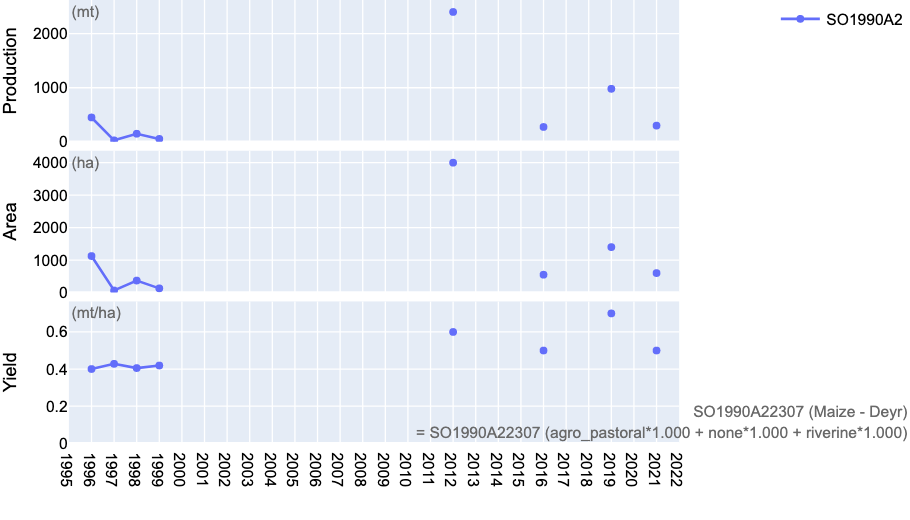 (mt)
SO1990A2
Production
2000
1000
0
(ha)
Area
4000
3000
2000
1000
0
(mt/ha)
Yield
0.6
0.4
0.2
0
SO1990A22307 (Maize - Deyr)
= SO1990A22307 (agro_pastoral*1.000 + none*1.000 + riverine*1.000)
1995 1996 1997 1998 1999 2000 2001 2002 2003 2004 2005 2006 2007 2008 2009 2010 2011 2012 2013 2014 2015 2016 2017 2018 2019 2020 2021 2022